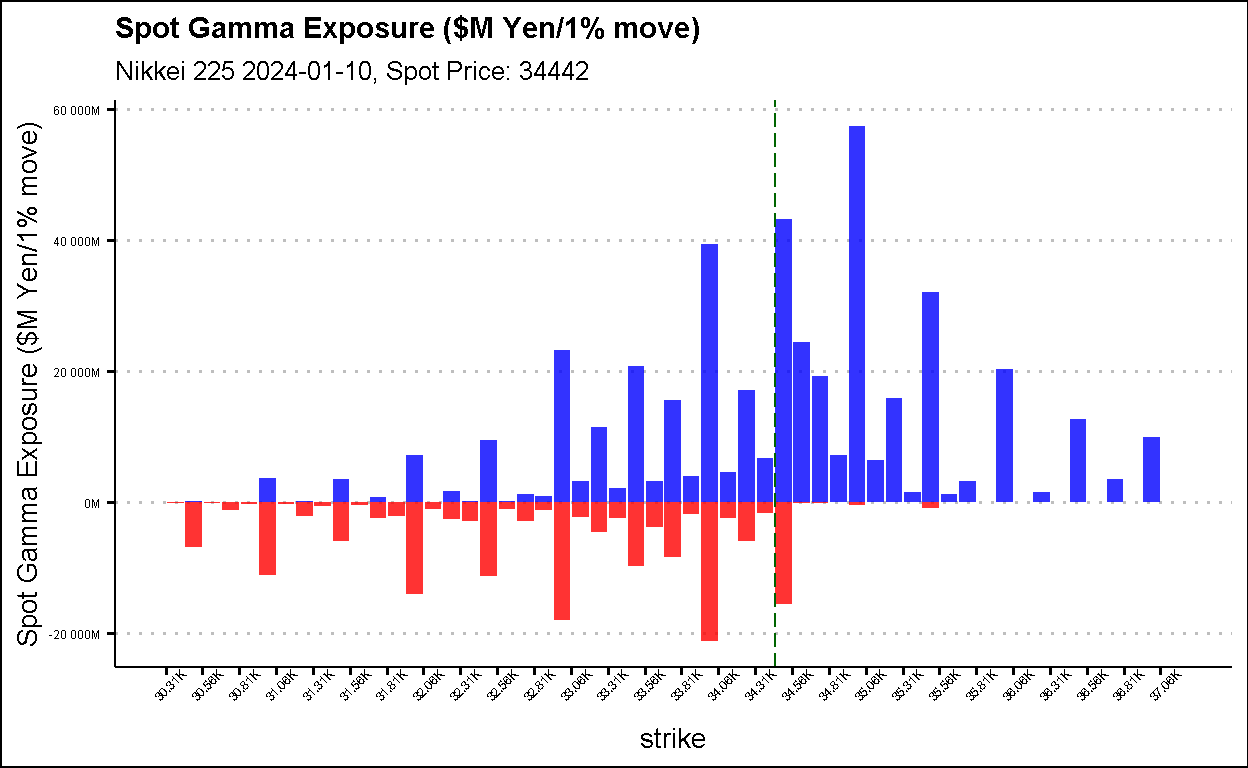 Spot Gamma Exposure ($M Yen/1% move)
Nikkei 225 2024-01-10, Spot Price: 34442
Spot Gamma Exposure ($M Yen/1% move)
60 000M
40 000M
20 000M
0M
-20 000M
30.31K 30.56K 30.81K 31.06K 31.31K 31.56K 31.81K 32.06K 32.31K 32.56K 32.81K 33.06K 33.31K 33.56K 33.81K 34.06K 34.31K 34.56K 34.81K 35.06K 35.31K 35.56K 35.81K 36.06K 36.31K 36.56K 36.81K 37.06K
strike